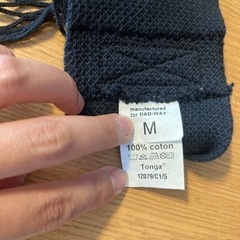 manufactured
for DAD-WAY
M
100% coton
Tonga
12079/C1/5